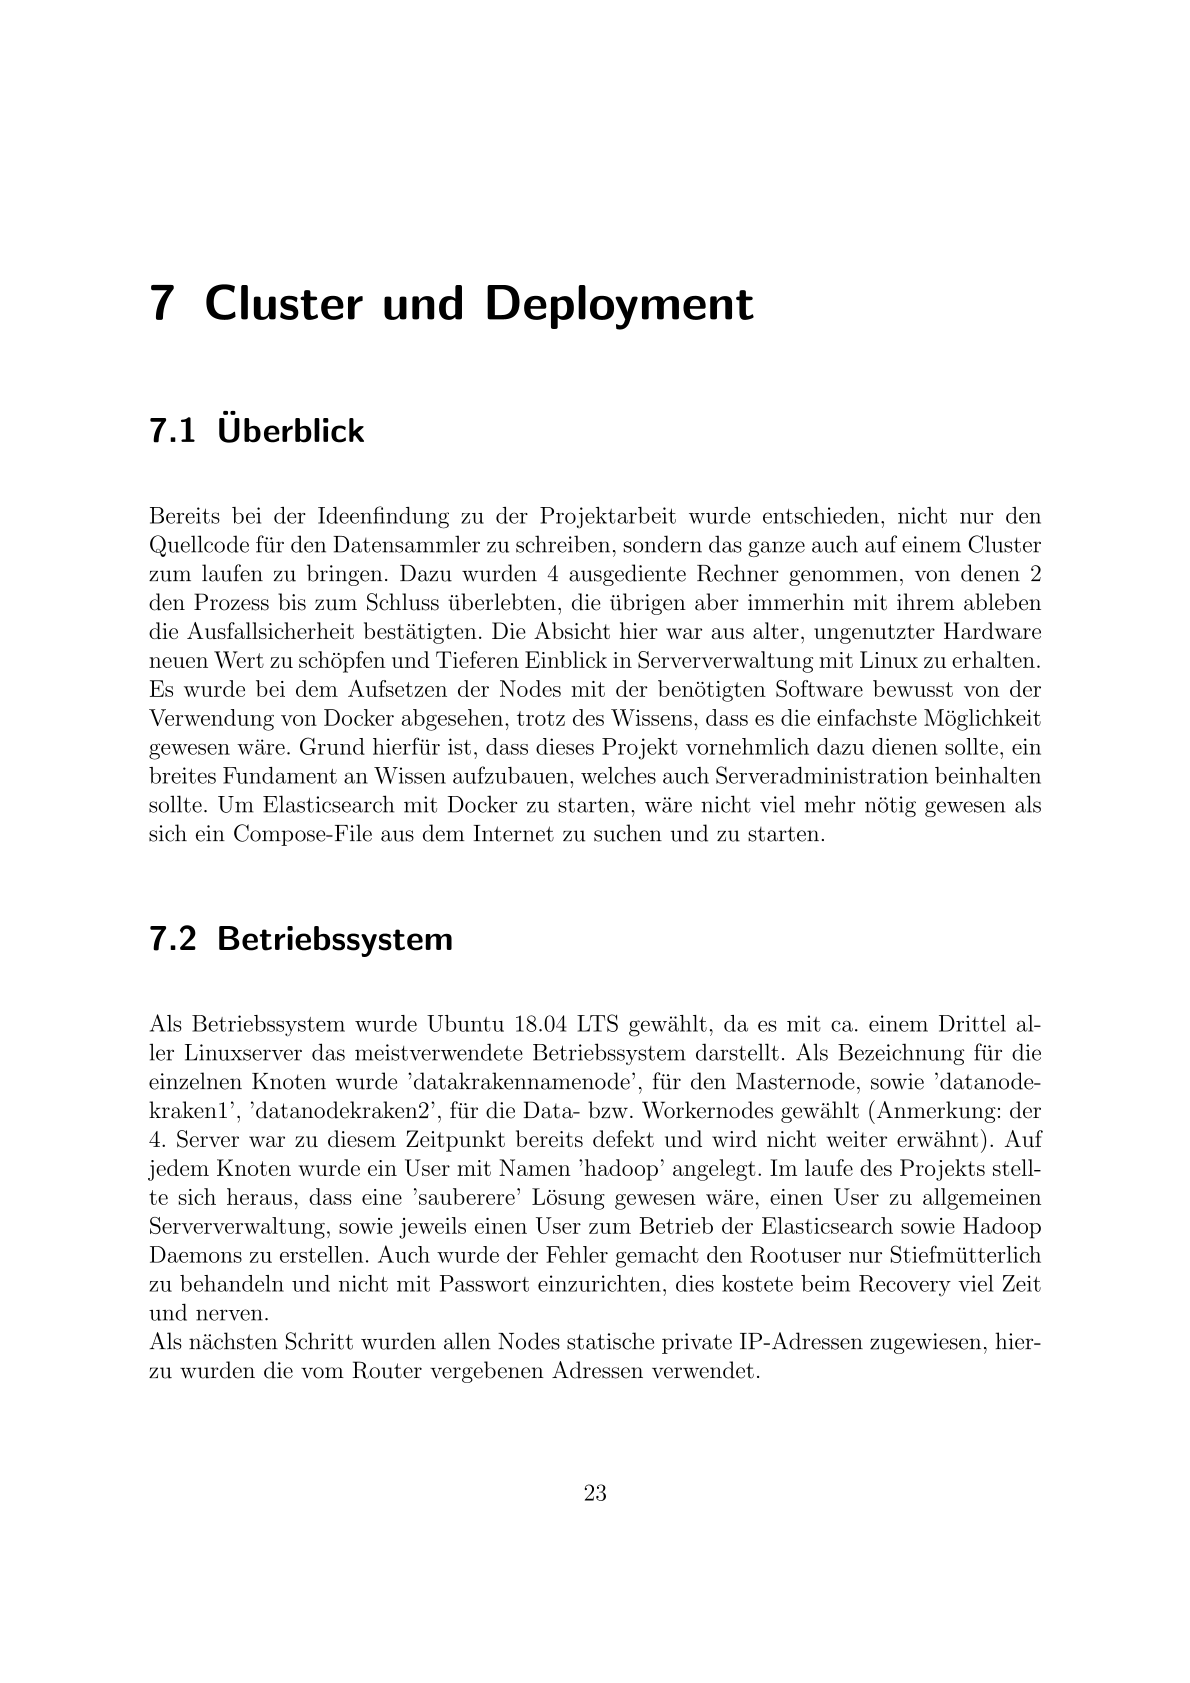 7 Cluster und Deployment
7.1 Überblick
Bereits bei der Ideenfindung zu der Projektarbeit wurde entschieden, nicht nur den
Quellcode für den Datensammler zu schreiben, sondern das ganze auch auf einem Cluster
zum laufen zu bringen. Dazu wurden 4 ausgediente Rechner genommen, von denen 2
den Prozess bis zum Schluss überlebten, die übrigen aber immerhin mit ihrem ableben
die Ausfallsicherheit bestätigten. Die Absicht hier war aus alter, ungenutzter Hardware
neuen Wert zu schöpfen und Tieferen Einblick in Serververwaltung mit Linux zu erhalten.
Es wurde bei dem Aufsetzen der Nodes mit der benötigten Software bewusst von der
Verwendung von Docker abgesehen, trotz des Wissens, dass es die einfachste Möglichkeit
gewesen wäre. Grund hierfür ist, dass dieses Projekt vornehmlich dazu dienen sollte, ein
breites Fundament an Wissen aufzubauen, welches auch Serveradministration beinhalten
sollte. Um Elasticsearch mit Docker zu starten, wäre nicht viel mehr nötig gewesen als
sich ein Compose-File aus dem Internet zu suchen und zu starten.
7.2 Betriebssystem
Als Betriebssystem wurde Ubuntu 18.04 LTS gewählt, da es mit ca. einem Drittel al-
ler Linuxserver das meistverwendete Betriebssystem darstellt. Als Bezeichnung für die
einzelnen Knoten wurde ’datakrakennamenode’, für den Masternode, sowie ’datanode-
kraken1’, ’datanodekraken2’, für die Data- bzw. Workernodes gewählt (Anmerkung: der
4. Server war zu diesem Zeitpunkt bereits defekt und wird nicht weiter erwähnt). Auf
jedem Knoten wurde ein User mit Namen ’hadoop’ angelegt. Im laufe des Projekts stell-
te sich heraus, dass eine ’sauberere’ Lösung gewesen wäre, einen User zu allgemeinen
Serververwaltung, sowie jeweils einen User zum Betrieb der Elasticsearch sowie Hadoop
Daemons zu erstellen. Auch wurde der Fehler gemacht den Rootuser nur Stiefmütterlich
zu behandeln und nicht mit Passwort einzurichten, dies kostete beim Recovery viel Zeit
und nerven.
Als nächsten Schritt wurden allen Nodes statische private IP-Adressen zugewiesen, hier-
zu wurden die vom Router vergebenen Adressen verwendet.
23